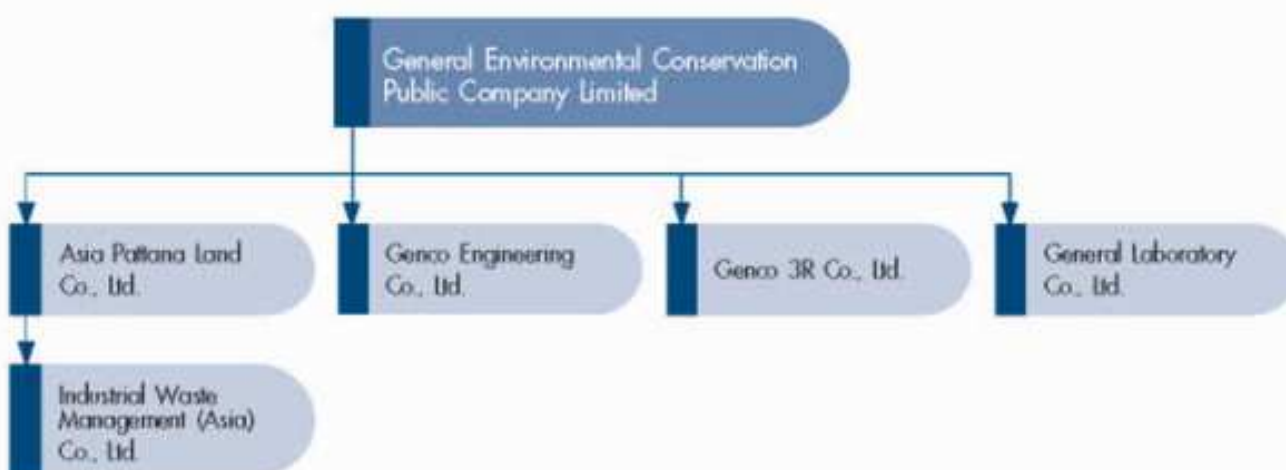 General Environmental Conservation
Public Company Limited
Asia Pattana Land
Co., Ltd.
Genco Engineering
Co., Ltd.
Genco 3R Co., Ltd.
General Laboratory
Co., Ltd.
Industrial Waste
Management (Asia)
Co., Ltd.